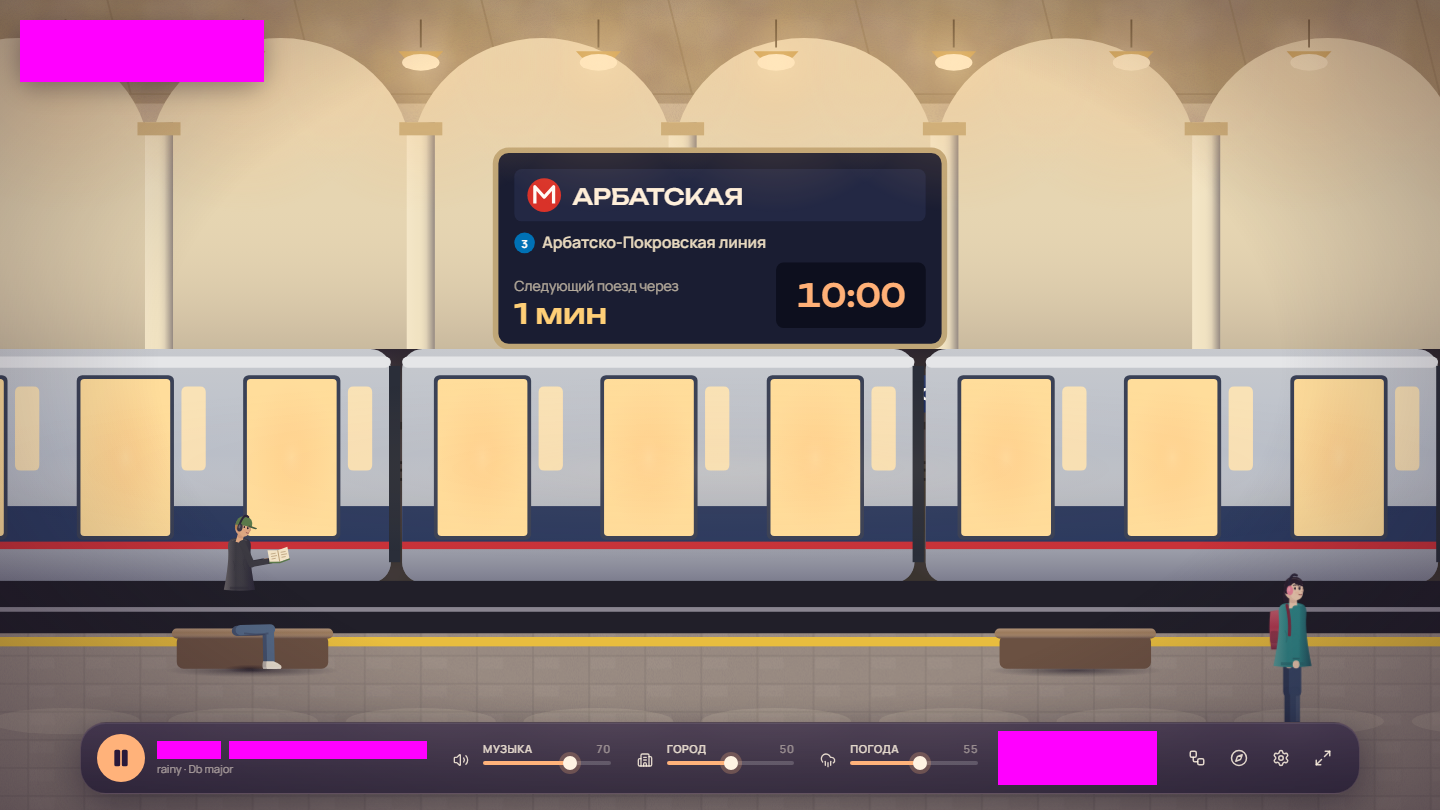 M АРБАТСКАЯ
3 Арбатско-Покровская линия
Следующий поезд через
1 мин
10:00
rainy · Db major
МУЗЫКА 70
ГОРОД 50
ПОГОДА 55